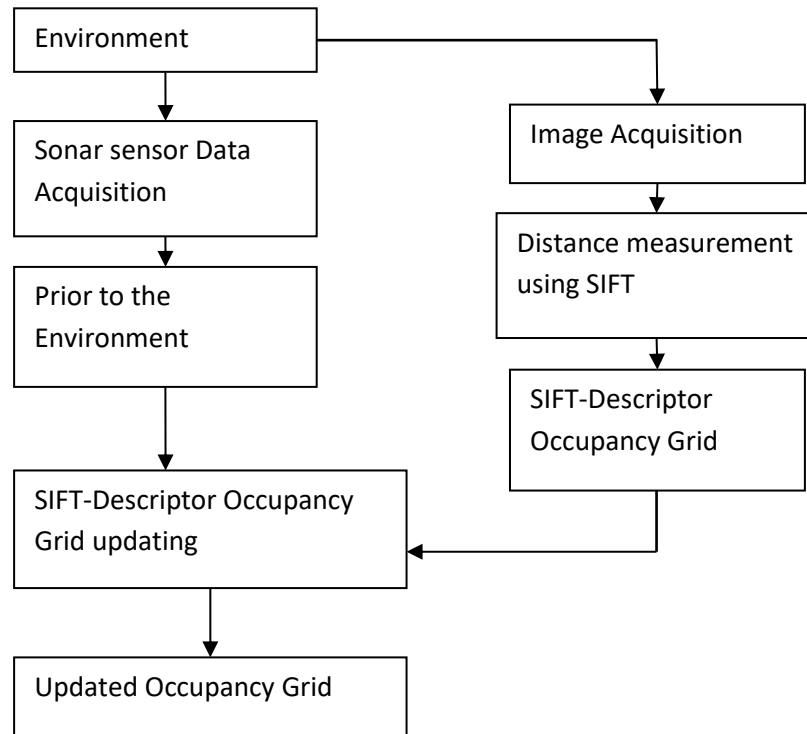 Environment
Sonar sensor Data
Acquisition
Prior to the
Environment
Image Acquisition
Distance measurement
using SIFT
SIFT-Descriptor
Occupancy Grid
SIFT-Descriptor Occupancy
Grid updating
Updated Occupancy Grid